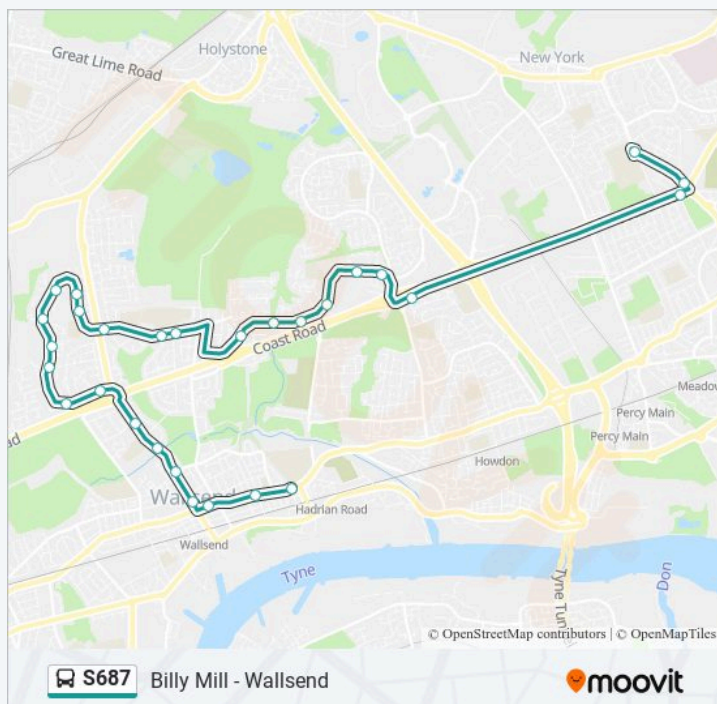 Great Lime Road
Holystone
New York
Coast Road
ad
Meadow
Percy Main
Percy Main
Howdon
Wallsend
Hadrian Road
Wallsend
Tyne
Tyne Tun
Don
© OpenStreetMap contributors | © OpenMapTiles
S687 Billy Mill - Wallsend
moovit